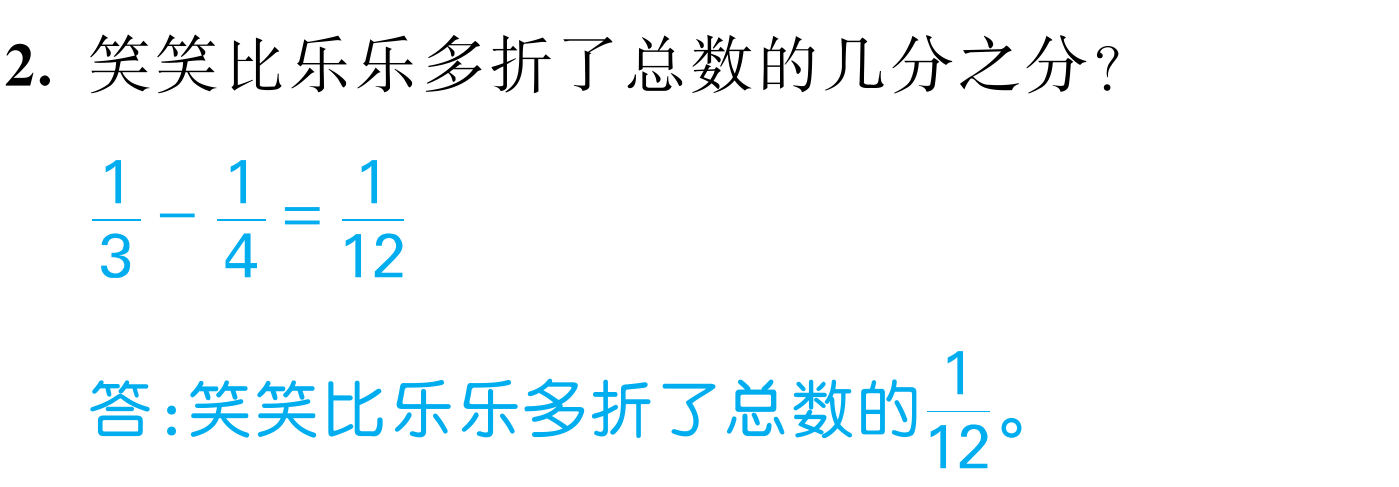 2. 笑笑比乐乐多折了总数的几分之分?
1/3 - 1/4 = 1/12
答:笑笑比乐乐多折了总数的1/12。